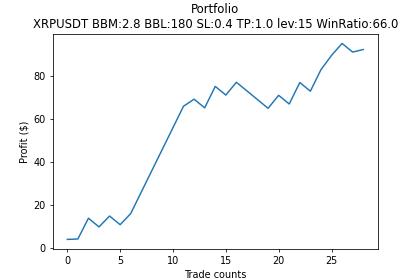 Portfolio
XRPUSDT BBM:2.8 BBL:180 SL:0.4 TP:1.0 lev:15 WinRatio:66.0
80
60
40
20
0
Profit ($)
0 5 10 15 20 25
Trade counts